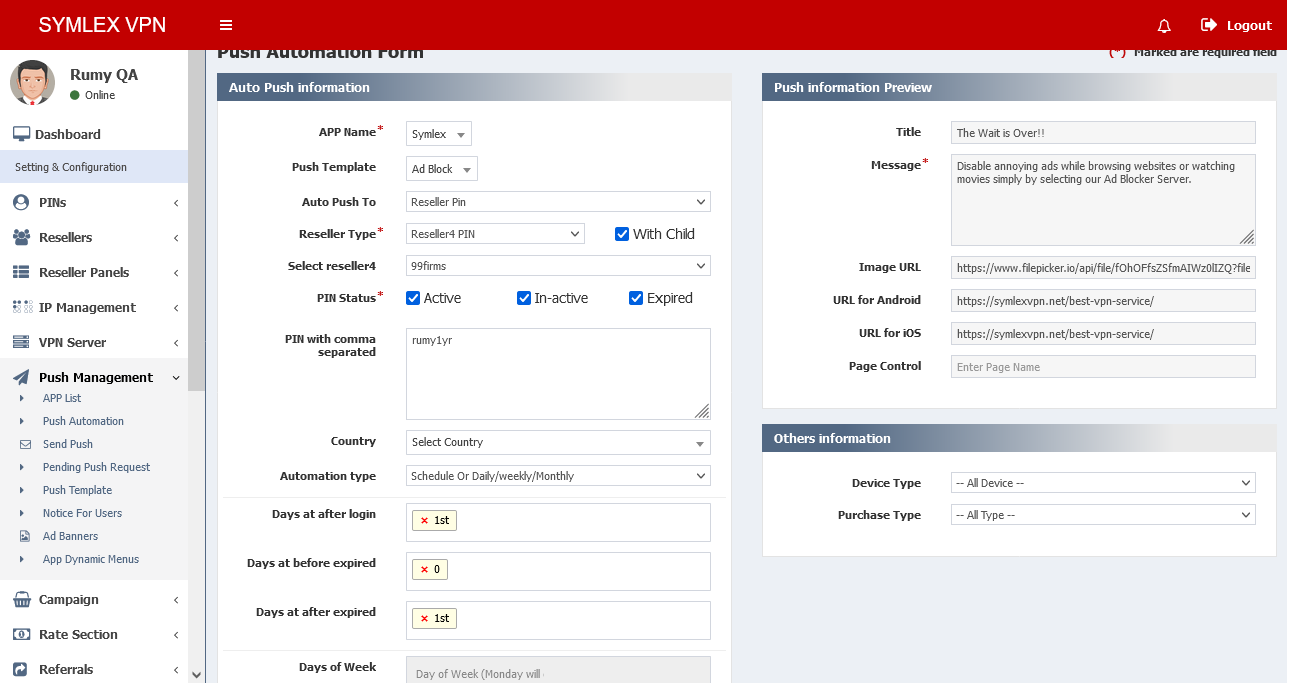 SYMLEX VPN
Logout
Rumy QA
Online
Dashboard
Setting & Configuration
PINs
Resellers
Reseller Panels
IP Management
VPN Server
Push Management
APP List
Push Automation
Send Push
Pending Push Request
Push Template
Notice For Users
Ad Banners
App Dynamic Menus
Campaign
Rate Section
Referrals
Push Automation Form
(*) Marked are required field
Auto Push information
APP Name*
Symlex
Push Template
Ad Block
Auto Push To
Reseller Pin
Reseller Type*
Reseller4 PIN
With Child
Select reseller4
99firms
PIN Status*
Active
In-active
Expired
PIN with comma
separated
rumy1yr
Country
Select Country
Automation type
Schedule Or Daily/weekly/Monthly
Days at after login
× 1st
Days at before expired
× 0
Days at after expired
× 1st
Days of Week
Day of Week (Monday will
Push information Preview
Title
The Wait is Over!!
Message*
Disable annoying ads while browsing websites or watching
movies simply by selecting our Ad Blocker Server.
Image URL
https://www.filepicker.io/api/file/fOhOFfsZSfmAIWz0lIZQ?file
URL for Android
https://symlexvpn.net/best-vpn-service/
URL for iOS
https://symlexvpn.net/best-vpn-service/
Page Control
Enter Page Name
Others information
Device Type
-- All Device --
Purchase Type
-- All Type --